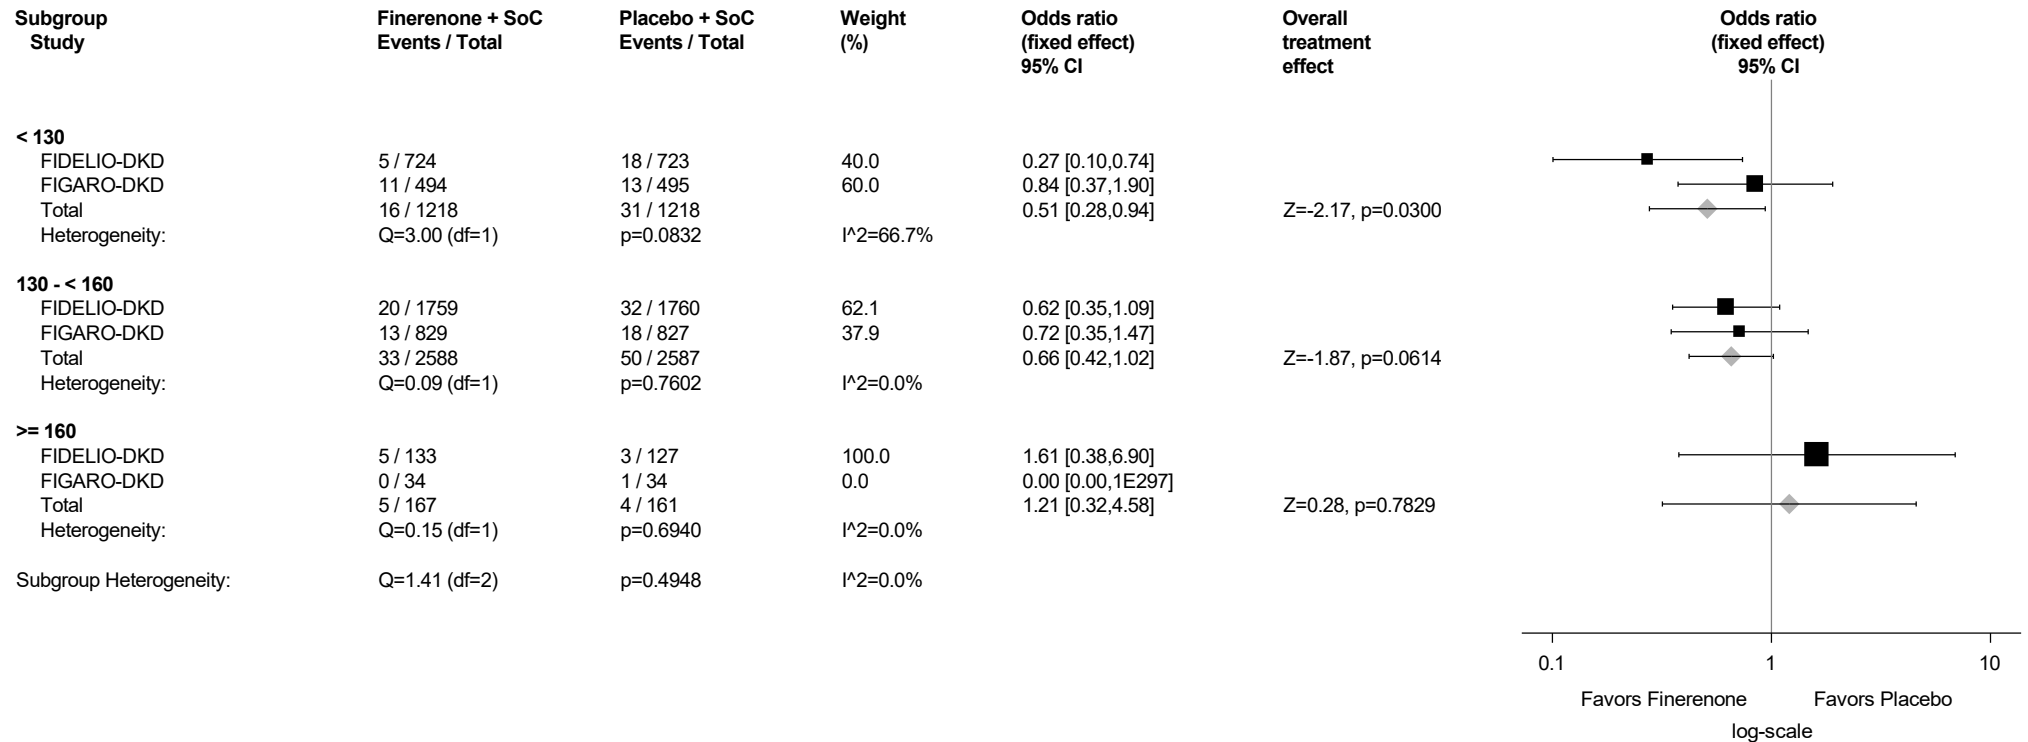 Subgroup Finerenone + SoC Placebo + SoC Weight Odds ratio Overall Odds ratio
Study Events / Total Events / Total (%) (fixed effect) treatment (fixed effect)
95% CI effect 95% CI
< 130
FIDELIO-DKD 5 / 724 18 / 723 40.0 0.27 [0.10,0.74]
FIGARO-DKD 11 / 494 13 / 495 60.0 0.84 [0.37,1.90]
Total 16 / 1218 31 / 1218 0.51 [0.28,0.94] Z=-2.17, p=0.0300
Heterogeneity: Q=3.00 (df=1) p=0.0832 I^2=66.7%
130 - < 160
FIDELIO-DKD 20 / 1759 32 / 1760 62.1 0.62 [0.35,1.09]
FIGARO-DKD 13 / 829 18 / 827 37.9 0.72 [0.35,1.47]
Total 33 / 2588 50 / 2587 0.66 [0.42,1.02] Z=-1.87, p=0.0614
Heterogeneity: Q=0.09 (df=1) p=0.7602 I^2=0.0%
>= 160
FIDELIO-DKD 5 / 133 3 / 127 100.0 1.61 [0.38,6.90]
FIGARO-DKD 0 / 34 1 / 34 0.0 0.00 [0.00,1E297]
Total 5 / 167 4 / 161 1.21 [0.32,4.58] Z=0.28, p=0.7829
Heterogeneity: Q=0.15 (df=1) p=0.6940 I^2=0.0%
Subgroup Heterogeneity: Q=1.41 (df=2) p=0.4948 I^2=0.0%
0.1 1 10
Favors Finerenone Favors Placebo
log-scale